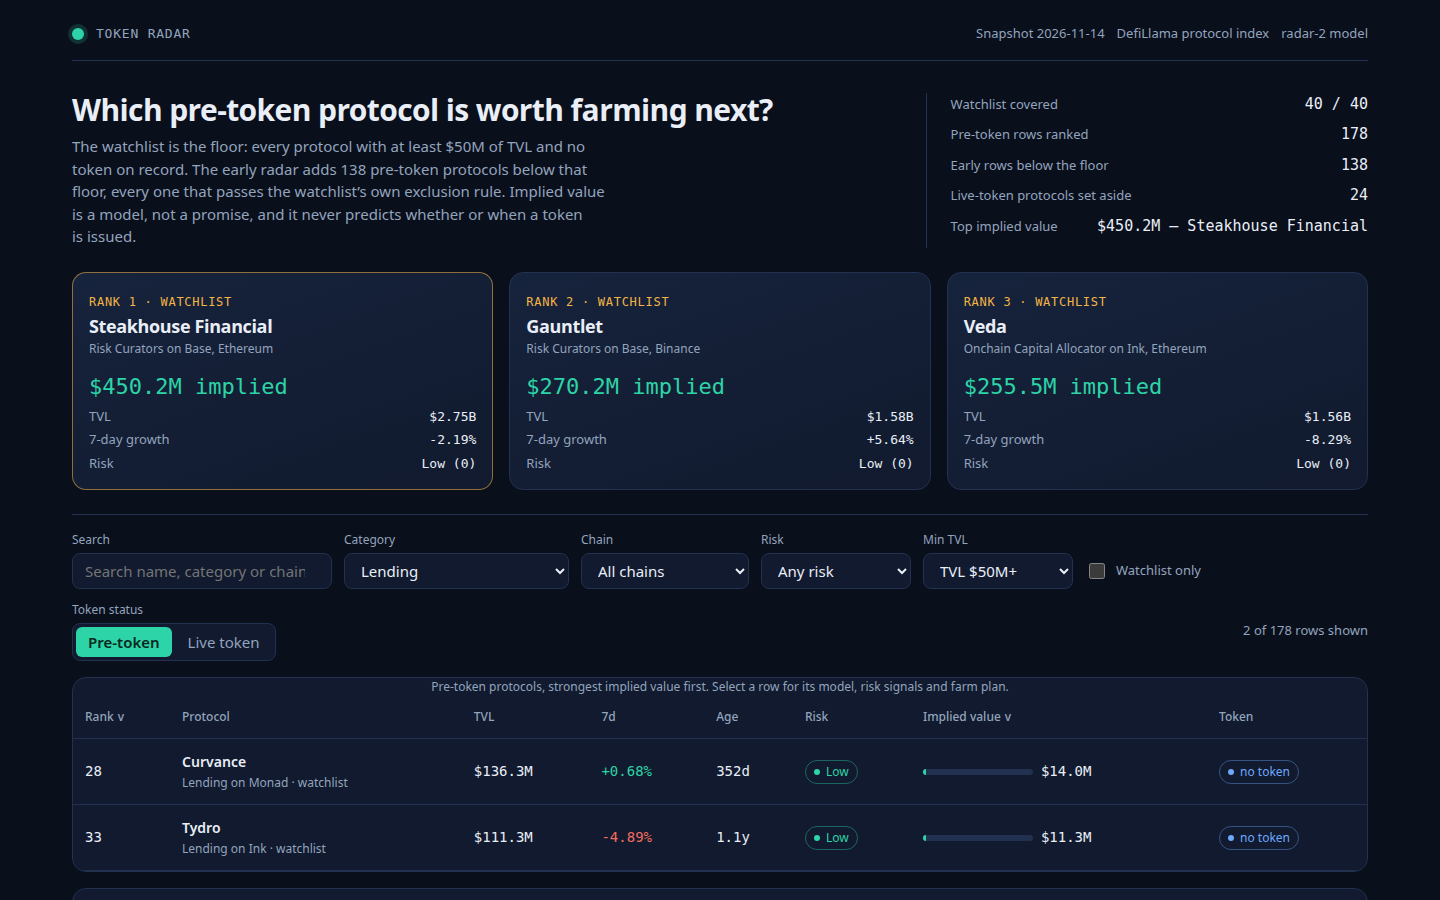 TOKEN RADAR
Snapshot 2026-11-14 DefiLlama protocol index radar-2 model
Which pre-token protocol is worth farming next?
The watchlist is the floor: every protocol with at least $50M of TVL and no
token on record. The early radar adds 138 pre-token protocols below that
floor, every one that passes the watchlist's own exclusion rule. Implied value
is a model, not a promise, and it never predicts whether or when a token
is issued.
Watchlist covered 40 / 40
Pre-token rows ranked 178
Early rows below the floor 138
Live-token protocols set aside 24
Top implied value $450.2M — Steakhouse Financial
RANK 1 · WATCHLIST
Steakhouse Financial
Risk Curators on Base, Ethereum
$450.2M implied
TVL $2.75B
7-day growth -2.19%
Risk Low (0)
RANK 2 · WATCHLIST
Gauntlet
Risk Curators on Base, Binance
$270.2M implied
TVL $1.58B
7-day growth +5.64%
Risk Low (0)
RANK 3 · WATCHLIST
Veda
Onchain Capital Allocator on Ink, Ethereum
$255.5M implied
TVL $1.56B
7-day growth -8.29%
Risk Low (0)
Search Category Chain Risk Min TVL
Search name, category or chain Lending All chains Any risk TVL $50M+ Watchlist only
Token status
Pre-token Live token
2 of 178 rows shown
Pre-token protocols, strongest implied value first. Select a row for its model, risk signals and farm plan.
Rank v Protocol TVL 7d Age Risk Implied value v Token
28 Curvance $136.3M +0.68% 352d Low $14.0M no token
Lending on Monad · watchlist
33 Tydro $111.3M -4.89% 1.1y Low $11.3M no token
Lending on Ink · watchlist